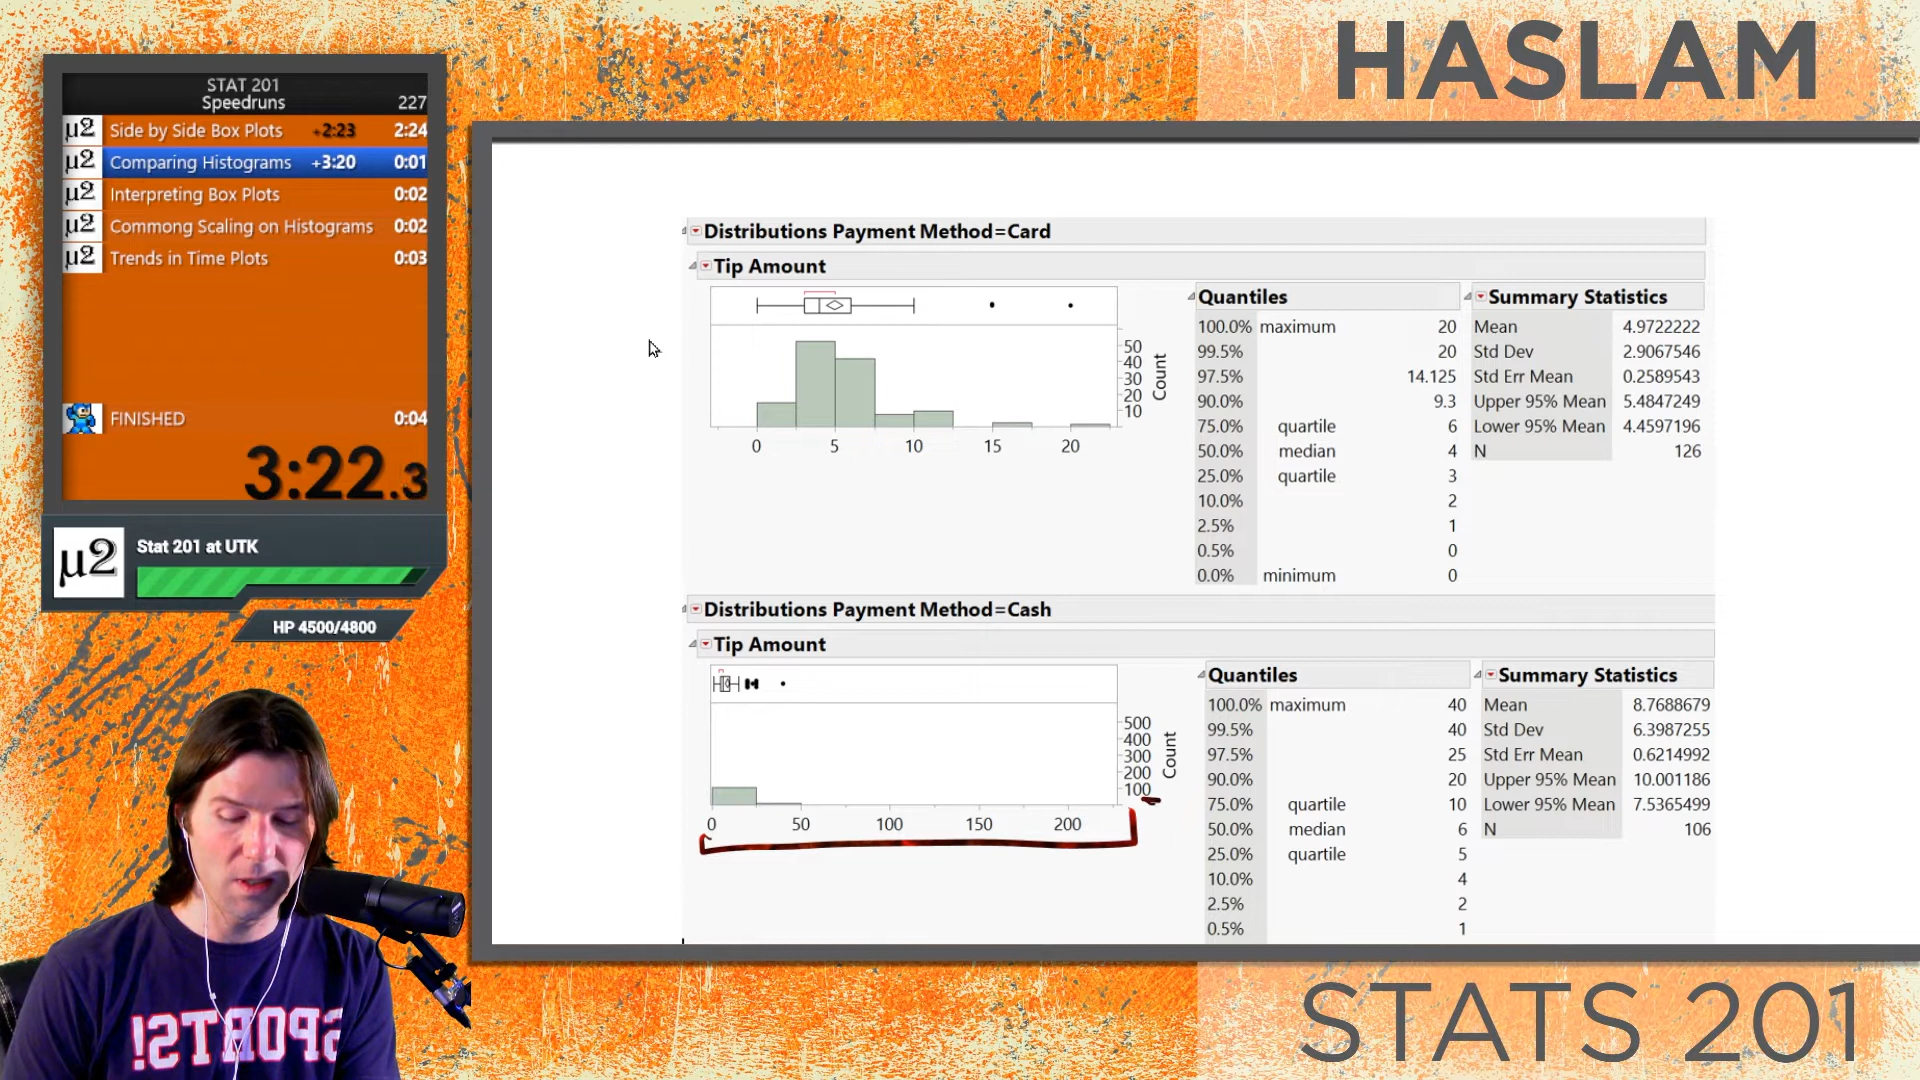 HASLAM
STAT 201
Speedruns 227
µ2 Side by Side Box Plots +2:23 2:24
µ2 Comparing Histograms +3:20 0:01
µ2 Interpreting Box Plots 0:02
µ2 Commong Scaling on Histograms 0:02
µ2 Trends in Time Plots 0:03
FINISHED 0:04
3:22.3
µ2 Stat 201 at UTK
HP 4500/4800
SPORTS!
Distributions Payment Method=Card
Tip Amount
50
40
30
20
10
Count
0 5 10 15 20
Quantiles
100.0% maximum 20
99.5% 20
97.5% 14.125
90.0% 9.3
75.0% quartile 6
50.0% median 4
25.0% quartile 3
10.0% 2
2.5% 1
0.5% 0
0.0% minimum 0
Summary Statistics
Mean 4.9722222
Std Dev 2.9067546
Std Err Mean 0.2589543
Upper 95% Mean 5.4847249
Lower 95% Mean 4.4597196
N 126
Distributions Payment Method=Cash
Tip Amount
500
400
300
200
100
Count
0 50 100 150 200
Quantiles
100.0% maximum 40
99.5% 40
97.5% 25
90.0% 20
75.0% quartile 10
50.0% median 6
25.0% quartile 5
10.0% 4
2.5% 2
0.5% 1
Summary Statistics
Mean 8.7688679
Std Dev 6.3987255
Std Err Mean 0.6214992
Upper 95% Mean 10.001186
Lower 95% Mean 7.5365499
N 106
STATS 201